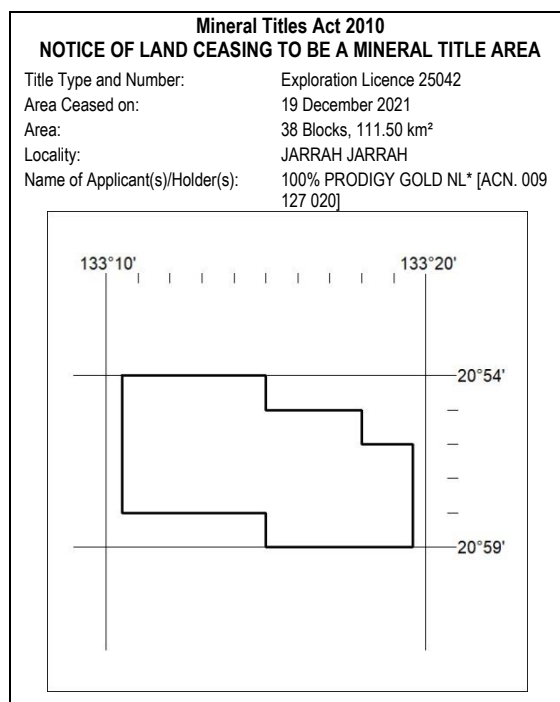 Mineral Titles Act 2010
NOTICE OF LAND CEASING TO BE A MINERAL TITLE AREA
Title Type and Number: Exploration Licence 25042
Area Ceased on: 19 December 2021
Area: 38 Blocks, 111.50 km²
Locality: JARRAH JARRAH
Name of Applicant(s)/Holder(s): 100% PRODIGY GOLD NL* [ACN. 009
127 020]
133°10' 133°20'
20°54'
20°59'